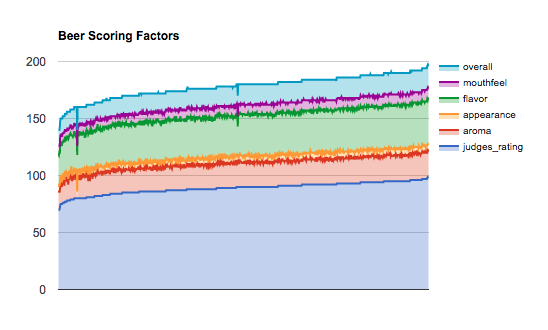 Beer Scoring Factors
200
150
100
50
0
overall
mouthfeel
flavor
appearance
aroma
judges_rating